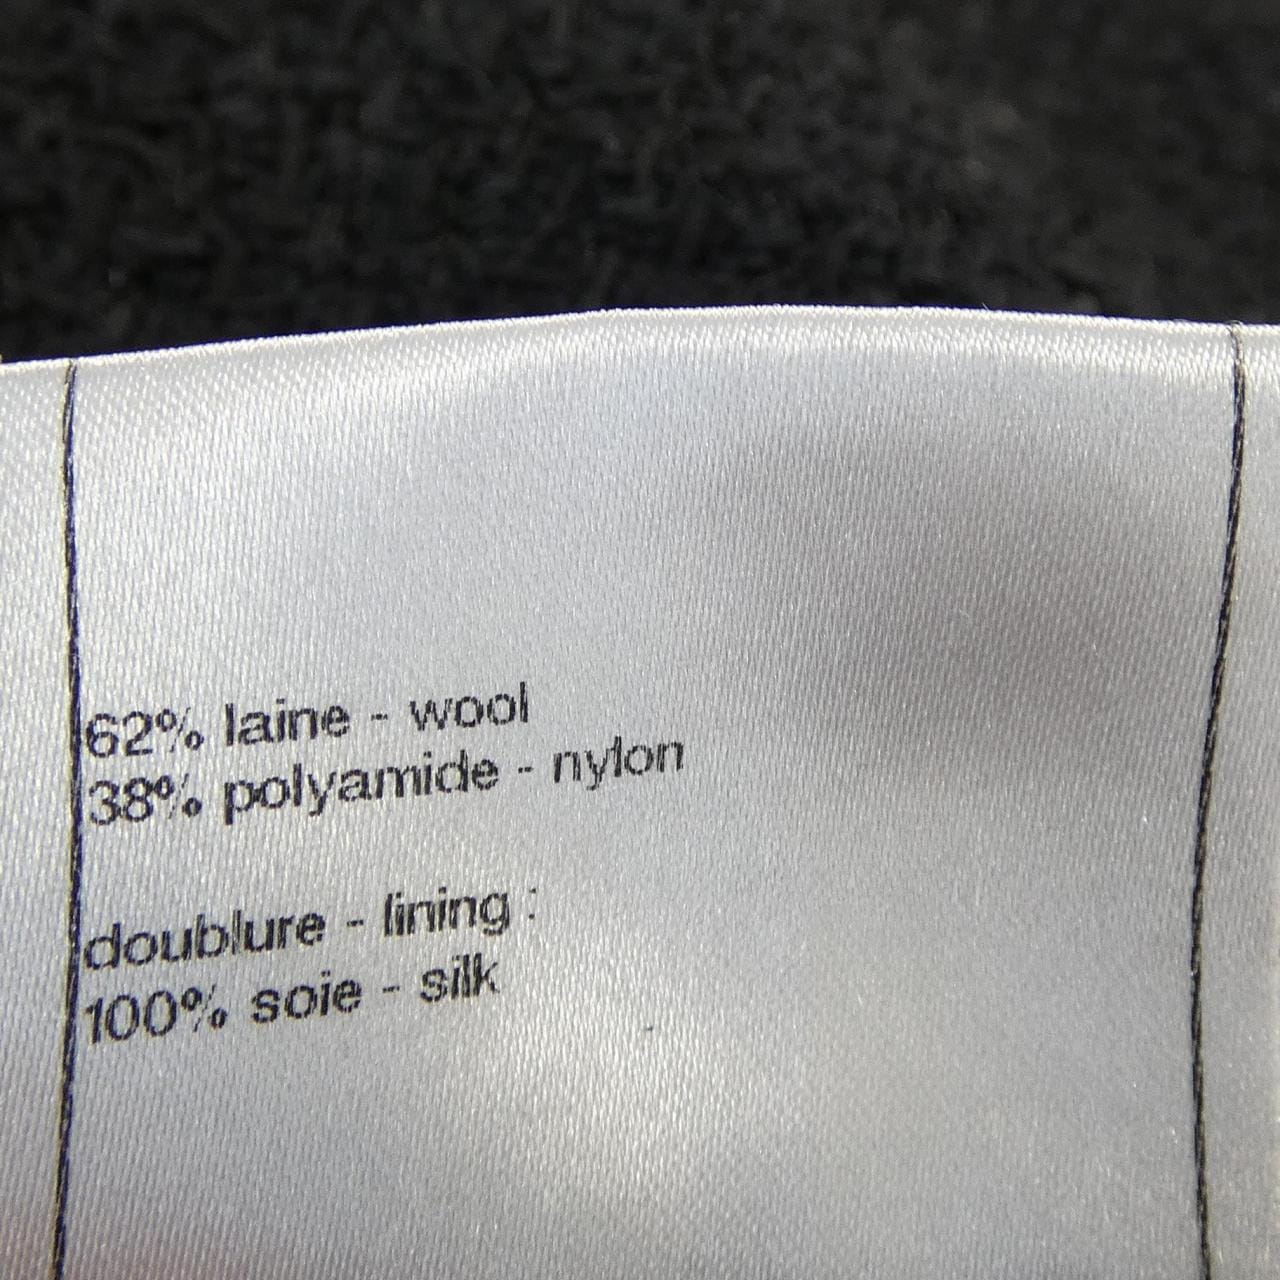 62% laine - wool
38% polyamide - nylon
doublure - lining :
100% soie - silk